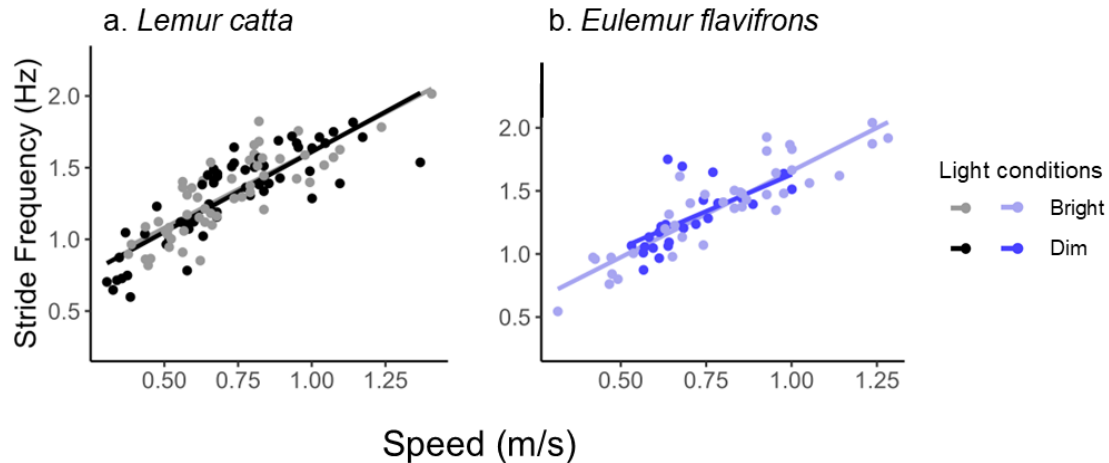 a. Lemur catta
b. Eulemur flavifrons
Stride Frequency (Hz)
2.0
1.5
1.0
0.5
0.50 0.75 1.00 1.25
2.0
1.5
1.0
0.5
0.50 0.75 1.00 1.25
Light conditions
Bright
Dim
Speed (m/s)